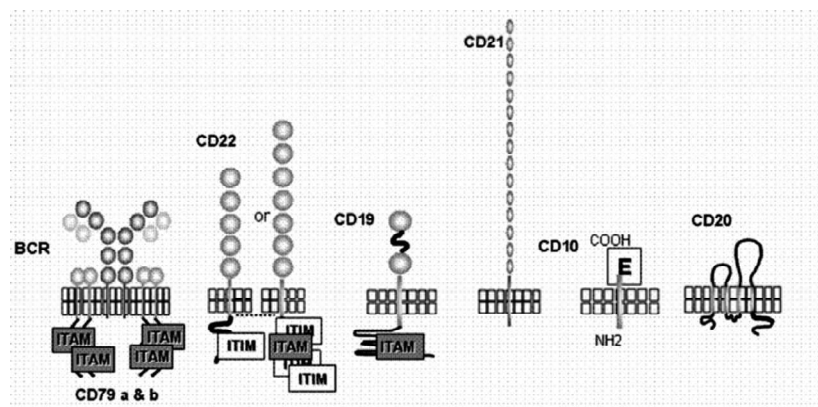 CD21
CD22
or
CD19
BCR
CD10
COOH
E
CD20
ITAM
ITAM
ITAM
ITAM
ITIM
ITIM
ITAM
ITIM
ITAM
NH2
CD79 a & b